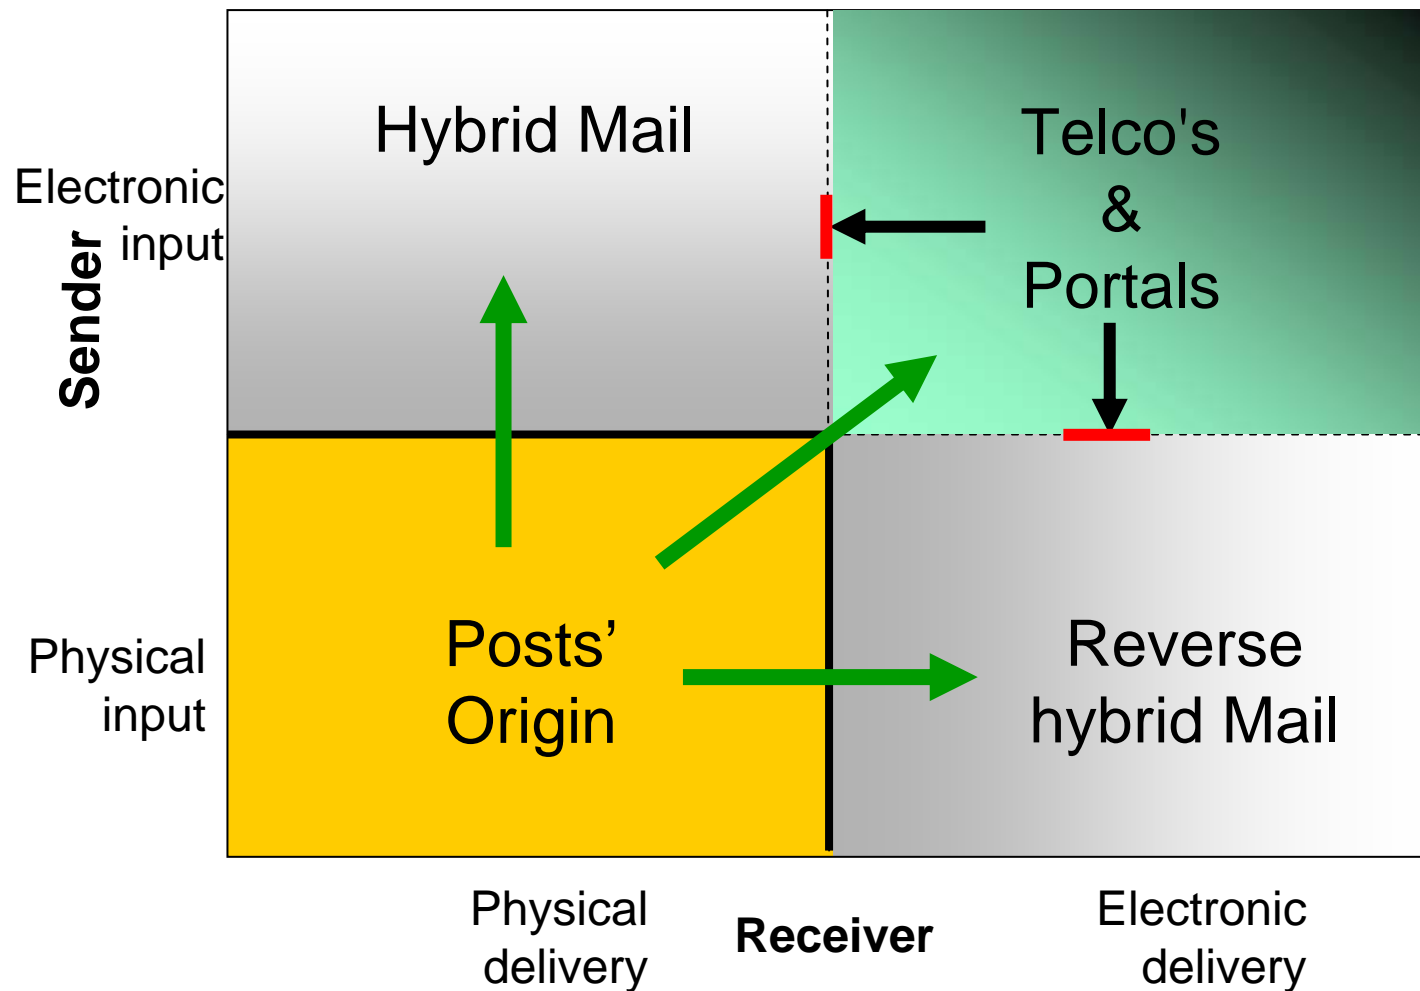 Hybrid Mail
Telco's
&
Portals
Electronic
input
Sender
Physical
input
Posts’
Origin
Reverse
hybrid Mail
Physical
delivery
Receiver
Electronic
delivery